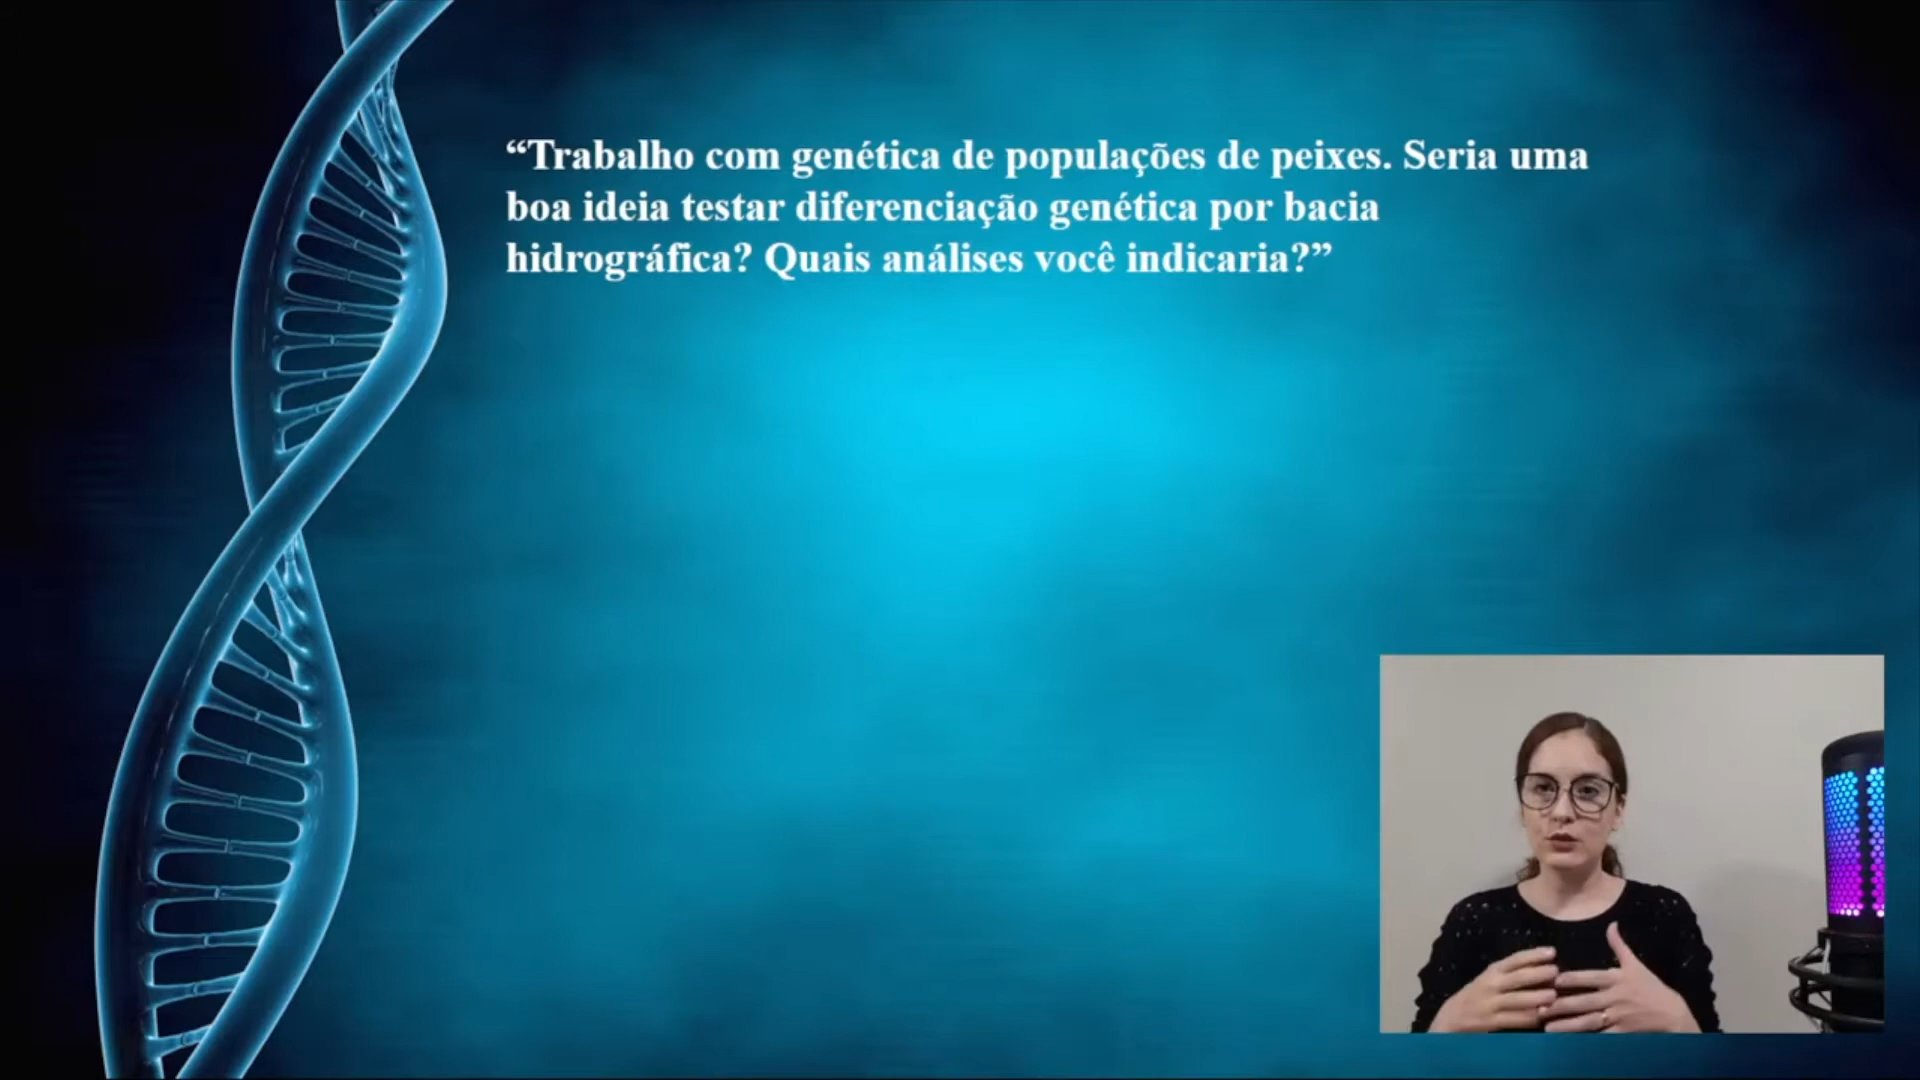 “Trabalho com genética de populações de peixes. Seria uma
boa ideia testar diferenciação genética por bacia
hidrográfica? Quais análises você indicaria?”